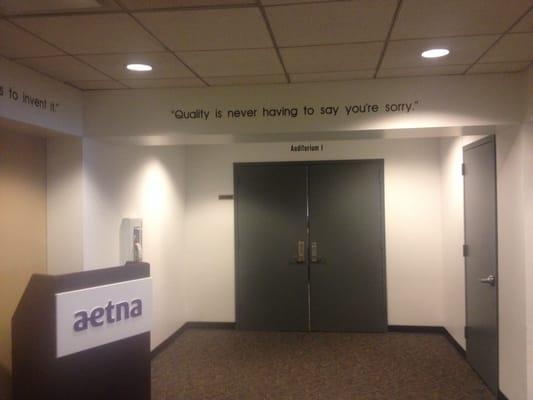 s to invent it."
"Quality is never having to say you're sorry."
Auditorium I
aetna